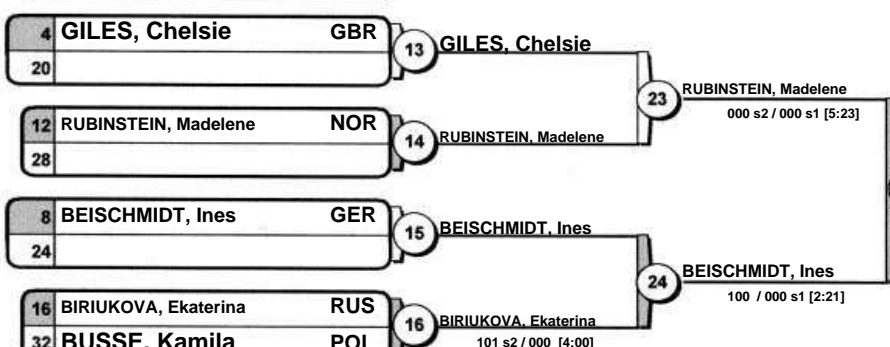 4 GILES, Chelsie GBR
20
13 GILES, Chelsie
12 RUBINSTEIN, Madelene NOR
28
14 RUBINSTEIN, Madelene
23 RUBINSTEIN, Madelene
000 s2 / 000 s1 [5:23]
8 BEISCHMIDT, Ines GER
24
15 BEISCHMIDT, Ines
16 BIRIUKOVA, Ekaterina RUS
32 BUSSE, Kamila POL
16 BIRIUKOVA, Ekaterina
101 s2 / 000 [4:00]
24 BEISCHMIDT, Ines
100 / 000 s1 [2:21]